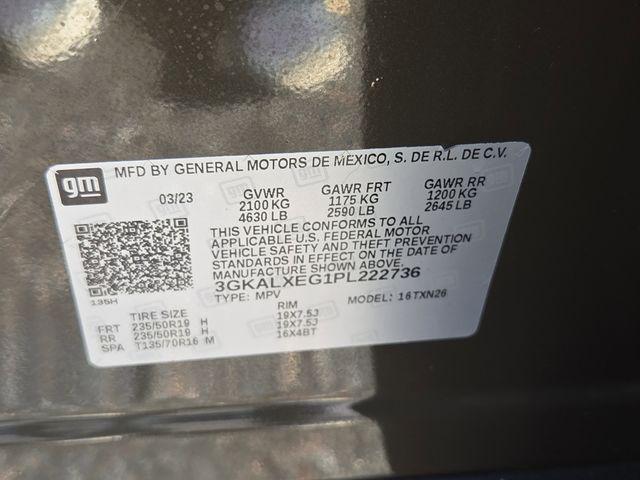 gm
MFD BY GENERAL MOTORS DE MEXICO, S. DE R.L. DE C.V.
03/23 GVWR GAWR FRT GAWR RR
2100 KG 1175 KG 1200 KG
4630 LB 2590 LB 2645 LB
THIS VEHICLE CONFORMS TO ALL
APPLICABLE U.S. FEDERAL MOTOR
VEHICLE SAFETY AND THEFT PREVENTION
STANDARDS IN EFFECT ON THE DATE OF
MANUFACTURE SHOWN ABOVE.
3GKALXEG1PL222736
135H
TYPE: MPV MODEL: 16TXN26
TIRE SIZE RIM
FRT 235/50R19 H 19X7.5J
RR 235/50R19 H 19X7.5J
SPA T135/70R16 M 16X4BT